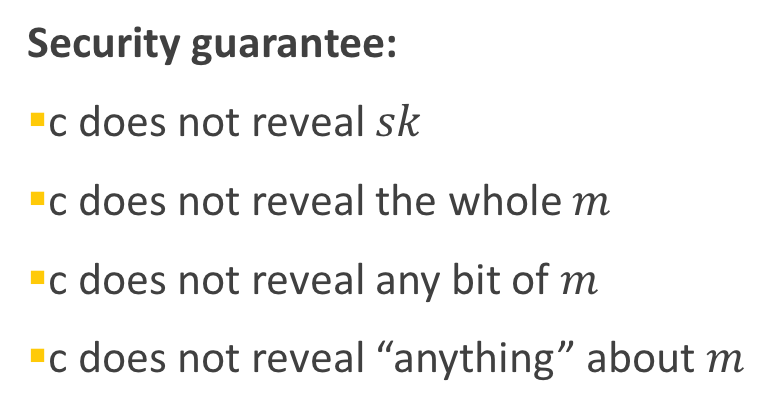 Security guarantee:
▪c does not reveal sk
▪c does not reveal the whole m
▪c does not reveal any bit of m
▪c does not reveal “anything” about m